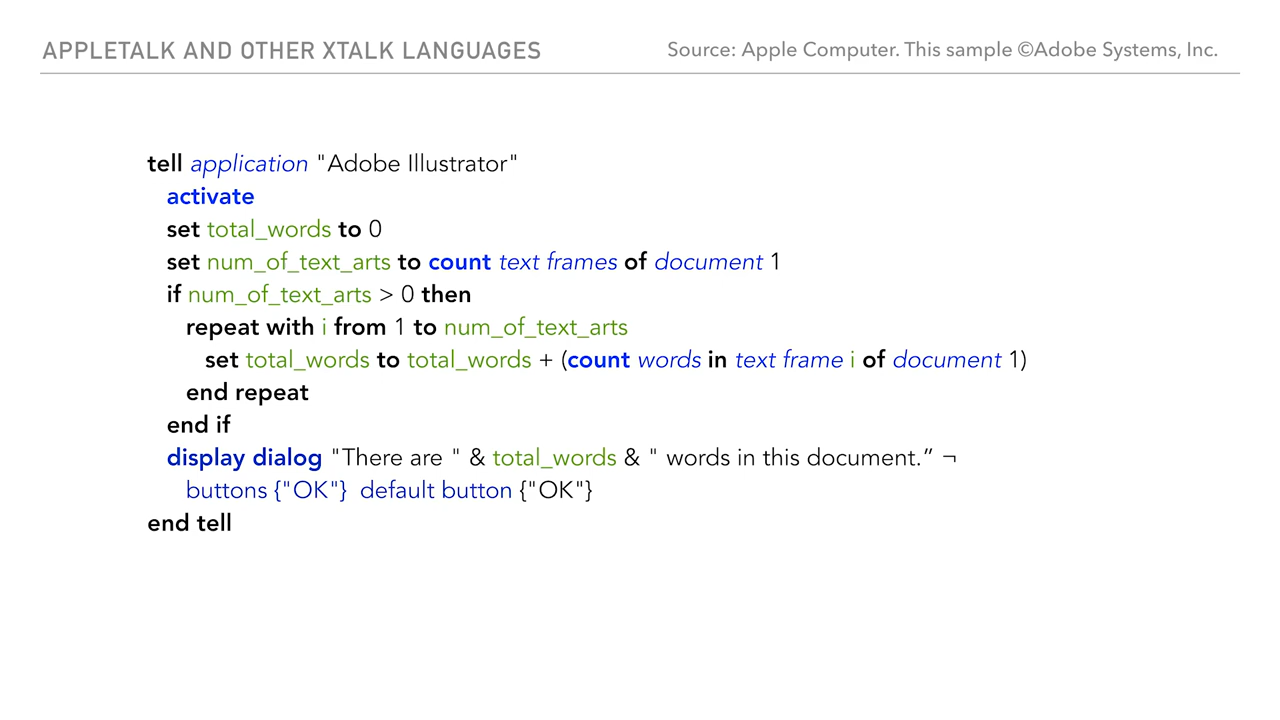 APPLETALK AND OTHER XTALK LANGUAGES
Source: Apple Computer. This sample ©Adobe Systems, Inc.
tell application "Adobe Illustrator"
activate
set total_words to 0
set num_of_text_arts to count text frames of document 1
if num_of_text_arts > 0 then
repeat with i from 1 to num_of_text_arts
set total_words to total_words + (count words in text frame i of document 1)
end repeat
end if
display dialog "There are " & total_words & " words in this document.” ¬
buttons {"OK"} default button {"OK"}
end tell